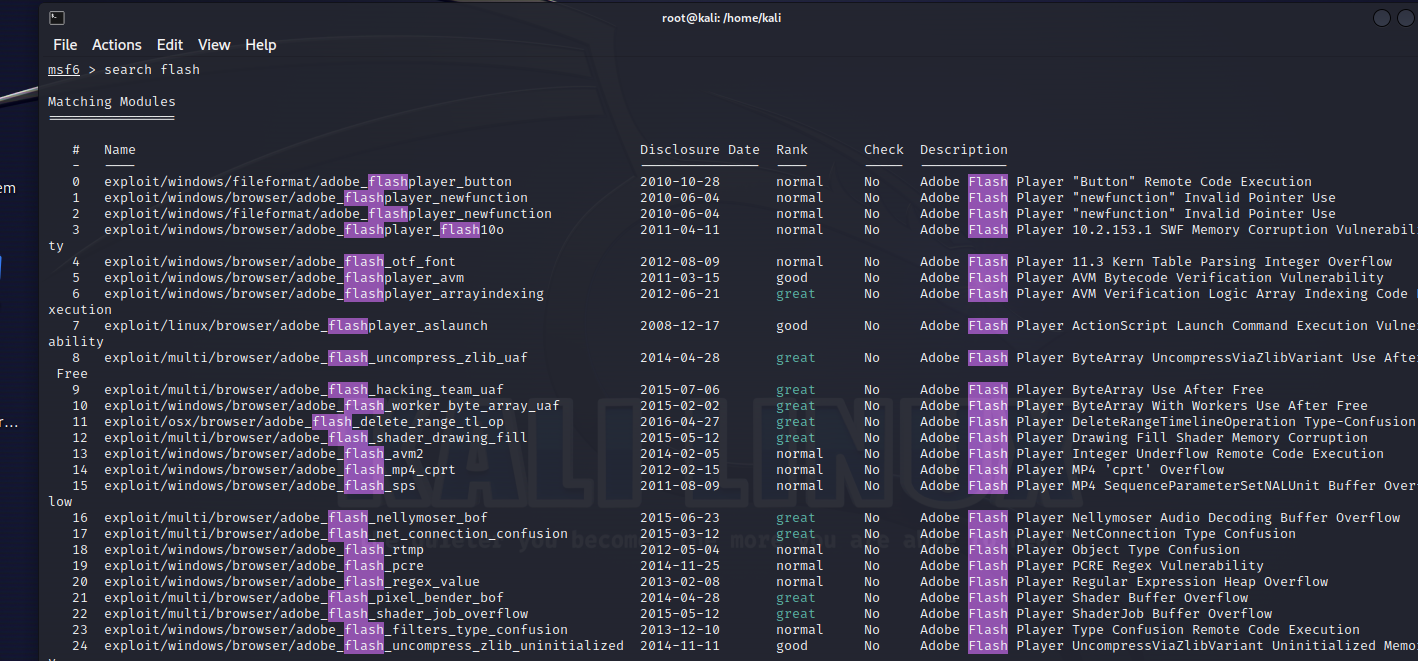 root@kali: /home/kali
File Actions Edit View Help
msf6 > search flash
Matching Modules
# Name Disclosure Date Rank Check Description
- ---- --------------- ---- ----- -----------
0 exploit/windows/fileformat/adobe_flashplayer_button 2010-10-28 normal No Adobe Flash Player "Button" Remote Code Execution
1 exploit/windows/browser/adobe_flashplayer_newfunction 2010-06-04 normal No Adobe Flash Player "newfunction" Invalid Pointer Use
2 exploit/windows/fileformat/adobe_flashplayer_newfunction 2010-06-04 normal No Adobe Flash Player "newfunction" Invalid Pointer Use
3 exploit/windows/browser/adobe_flashplayer_flash10o 2011-04-11 normal No Adobe Flash Player 10.2.153.1 SWF Memory Corruption Vulnerabili
ty
4 exploit/windows/browser/adobe_flash_otf_font 2012-08-09 normal No Adobe Flash Player 11.3 Kern Table Parsing Integer Overflow
5 exploit/windows/browser/adobe_flashplayer_avm 2011-03-15 good No Adobe Flash Player AVM Bytecode Verification Vulnerability
6 exploit/windows/browser/adobe_flashplayer_arrayindexing 2012-06-21 great No Adobe Flash Player AVM Verification Logic Array Indexing Code
xecution
7 exploit/linux/browser/adobe_flashplayer_aslaunch 2008-12-17 good No Adobe Flash Player ActionScript Launch Command Execution Vulne
ability
8 exploit/multi/browser/adobe_flash_uncompress_zlib_uaf 2014-04-28 great No Adobe Flash Player ByteArray UncompressViaZlibVariant Use Afte
Free
9 exploit/multi/browser/adobe_flash_hacking_team_uaf 2015-07-06 great No Adobe Flash Player ByteArray Use After Free
10 exploit/windows/browser/adobe_flash_worker_byte_array_uaf 2015-02-02 great No Adobe Flash Player ByteArray With Workers Use After Free
11 exploit/osx/browser/adobe_flash_delete_range_tl_op 2016-04-27 great No Adobe Flash Player DeleteRangeTimelineOperation Type-Confusion
12 exploit/multi/browser/adobe_flash_shader_drawing_fill 2015-05-12 great No Adobe Flash Player Drawing Fill Shader Memory Corruption
13 exploit/windows/browser/adobe_flash_avm2 2014-02-05 normal No Adobe Flash Player Integer Underflow Remote Code Execution
14 exploit/windows/browser/adobe_flash_mp4_cprt 2012-02-15 normal No Adobe Flash Player MP4 'cprt' Overflow
15 exploit/windows/browser/adobe_flash_sps 2011-08-09 normal No Adobe Flash Player MP4 SequenceParameterSetNALUnit Buffer Over
low
16 exploit/multi/browser/adobe_flash_nellymoser_bof 2015-06-23 great No Adobe Flash Player Nellymoser Audio Decoding Buffer Overflow
17 exploit/multi/browser/adobe_flash_net_connection_confusion 2015-03-12 great No Adobe Flash Player NetConnection Type Confusion
18 exploit/windows/browser/adobe_flash_rtmp 2012-05-04 normal No Adobe Flash Player Object Type Confusion
19 exploit/windows/browser/adobe_flash_pcre 2014-11-25 normal No Adobe Flash Player PCRE Regex Vulnerability
20 exploit/windows/browser/adobe_flash_regex_value 2013-02-08 normal No Adobe Flash Player Regular Expression Heap Overflow
21 exploit/multi/browser/adobe_flash_pixel_bender_bof 2014-04-28 great No Adobe Flash Player Shader Buffer Overflow
22 exploit/multi/browser/adobe_flash_shader_job_overflow 2015-05-12 great No Adobe Flash Player ShaderJob Buffer Overflow
23 exploit/windows/browser/adobe_flash_filters_type_confusion 2013-12-10 normal No Adobe Flash Player Type Confusion Remote Code Execution
24 exploit/windows/browser/adobe_flash_uncompress_zlib_uninitialized 2014-11-11 good No Adobe Flash Player UncompressViaZlibVariant Uninitialized Memo
em
r...
KALI LINUX